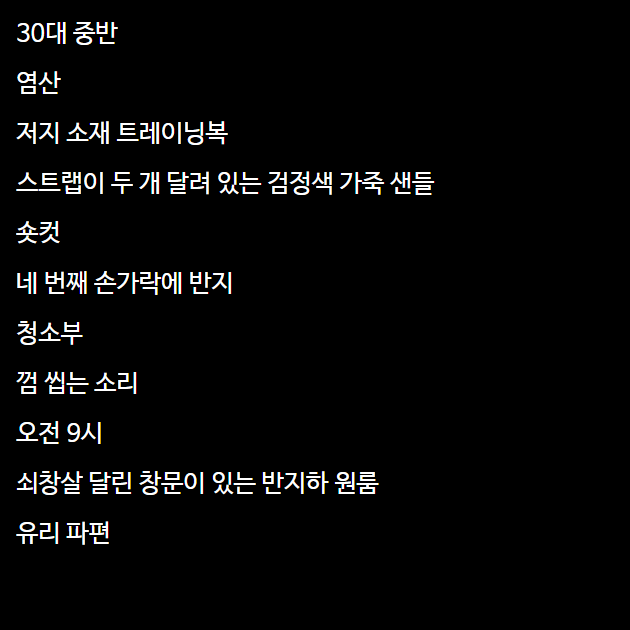 30대 중반
염산
저지 소재 트레이닝복
스트랩이 두 개 달려 있는 검정색 가죽 샌들
숏컷
네 번째 손가락에 반지
청소부
껌 씹는 소리
오전 9시
쇠창살 달린 창문이 있는 반지하 원룸
유리 파편